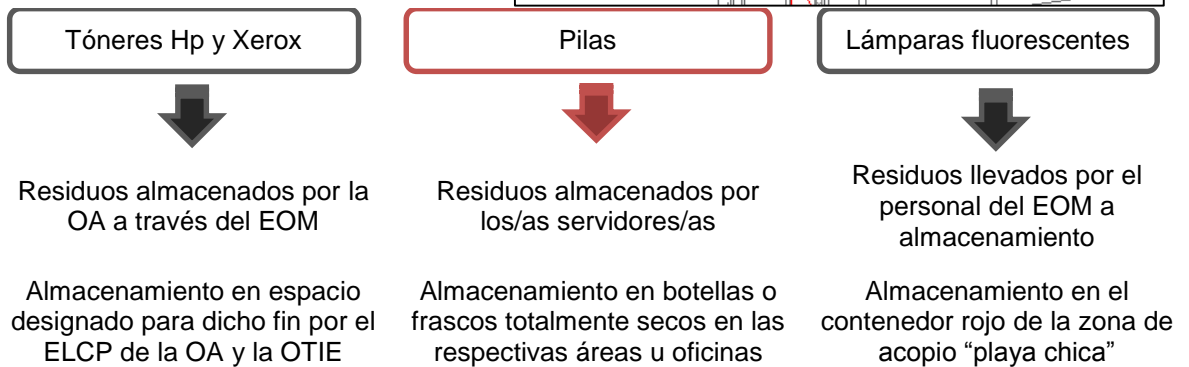 Tóneres Hp y Xerox
Residuos almacenados por la
OA a través del EOM
Almacenamiento en espacio
designado para dicho fin por el
ELCP de la OA y la OTIE
Pilas
Residuos almacenados por
los/as servidores/as
Almacenamiento en botellas o
frascos totalmente secos en las
respectivas áreas u oficinas
Lámparas fluorescentes
Residuos llevados por el
personal del EOM a
almacenamiento
Almacenamiento en el
contenedor rojo de la zona de
acopio “playa chica”